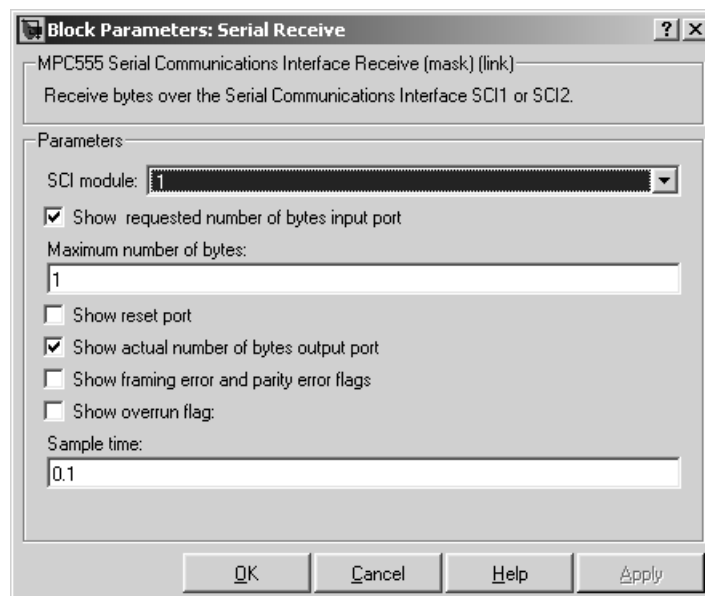 Block Parameters: Serial Receive
MPC555 Serial Communications Interface Receive (mask) (link)
Receive bytes over the Serial Communications Interface SCI1 or SCI2.
Parameters
SCI module: 1
Show requested number of bytes input port
Maximum number of bytes:
1
Show reset port
Show actual number of bytes output port
Show framing error and parity error flags
Show overrun flag:
Sample time:
0.1
OK Cancel Help Apply